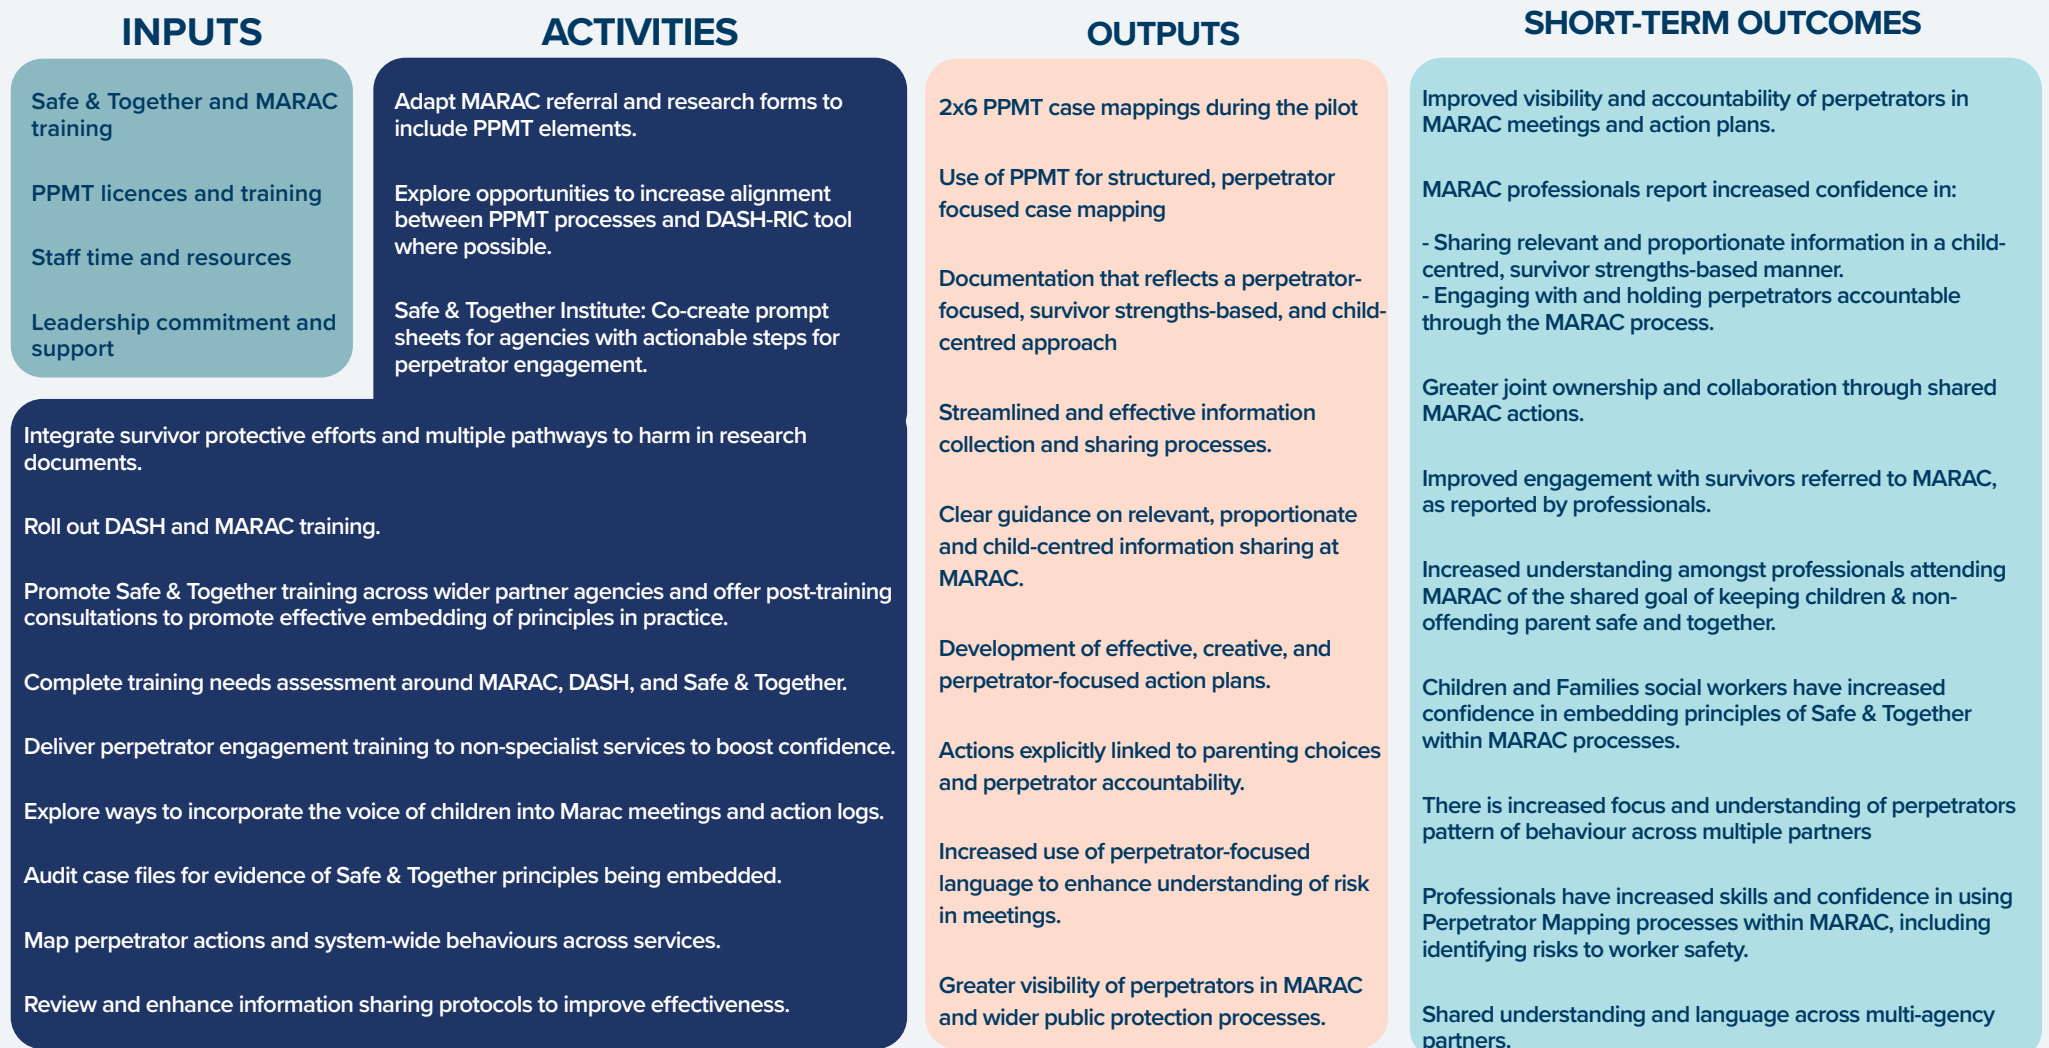 INPUTS
Safe & Together and MARAC
training
PPMT licences and training
Staff time and resources
Leadership commitment and
support
ACTIVITIES
Adapt MARAC referral and research forms to
include PPMT elements.
Explore opportunities to increase alignment
between PPMT processes and DASH-RIC tool
where possible.
Safe & Together Institute: Co-create prompt
sheets for agencies with actionable steps for
perpetrator engagement.
Integrate survivor protective efforts and multiple pathways to harm in research
documents.
Roll out DASH and MARAC training.
Promote Safe & Together training across wider partner agencies and offer post-training
consultations to promote effective embedding of principles in practice.
Complete training needs assessment around MARAC, DASH, and Safe & Together.
Deliver perpetrator engagement training to non-specialist services to boost confidence.
Explore ways to incorporate the voice of children into Marac meetings and action logs.
Audit case files for evidence of Safe & Together principles being embedded.
Map perpetrator actions and system-wide behaviours across services.
Review and enhance information sharing protocols to improve effectiveness.
OUTPUTS
2x6 PPMT case mappings during the pilot
Use of PPMT for structured, perpetrator
focused case mapping
Documentation that reflects a perpetrator-
focused, survivor strengths-based, and child-
centred approach
Streamlined and effective information
collection and sharing processes.
Clear guidance on relevant, proportionate
and child-centred information sharing at
MARAC.
Development of effective, creative, and
perpetrator-focused action plans.
Actions explicitly linked to parenting choices
and perpetrator accountability.
Increased use of perpetrator-focused
language to enhance understanding of risk
in meetings.
Greater visibility of perpetrators in MARAC
and wider public protection processes.
SHORT-TERM OUTCOMES
Improved visibility and accountability of perpetrators in
MARAC meetings and action plans.
MARAC professionals report increased confidence in:
- Sharing relevant and proportionate information in a child-
centred, survivor strengths-based manner.
- Engaging with and holding perpetrators accountable
through the MARAC process.
Greater joint ownership and collaboration through shared
MARAC actions.
Improved engagement with survivors referred to MARAC,
as reported by professionals.
Increased understanding amongst professionals attending
MARAC of the shared goal of keeping children & non-
offending parent safe and together.
Children and Families social workers have increased
confidence in embedding principles of Safe & Together
within MARAC processes.
There is increased focus and understanding of perpetrators
pattern of behaviour across multiple partners
Professionals have increased skills and confidence in using
Perpetrator Mapping processes within MARAC, including
identifying risks to worker safety.
Shared understanding and language across multi-agency
partners.